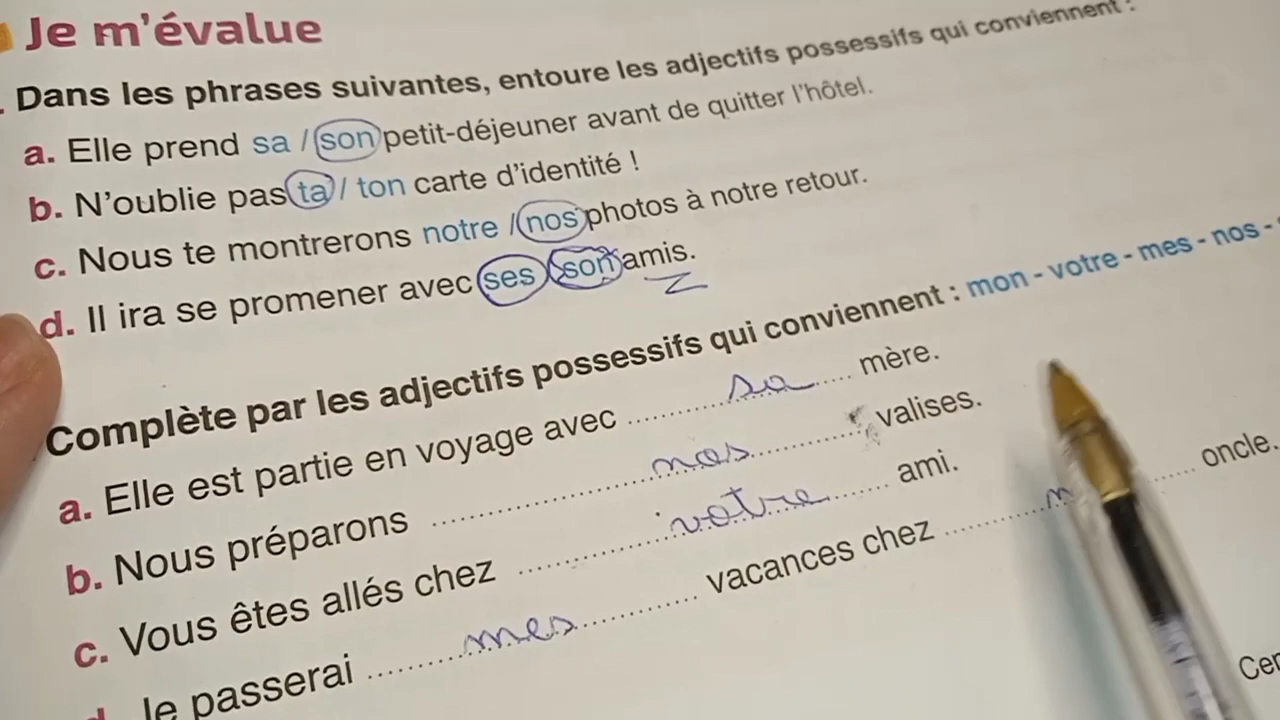 Je m'évalue
Dans les phrases suivantes, entoure les adjectifs possessifs qui conviennent :
a. Elle prend sa / son petit-déjeuner avant de quitter l'hôtel.
b. N'oublie pas ta / ton carte d'identité !
c. Nous te montrerons notre / nos photos à notre retour.
d. Il ira se promener avec ses son amis.
Complète par les adjectifs possessifs qui conviennent : mon - votre - mes - nos -
a. Elle est partie en voyage avec sa mère.
b. Nous préparons nos valises.
c. Vous êtes allés chez votre ami.
Je passerai mes vacances chez oncle.